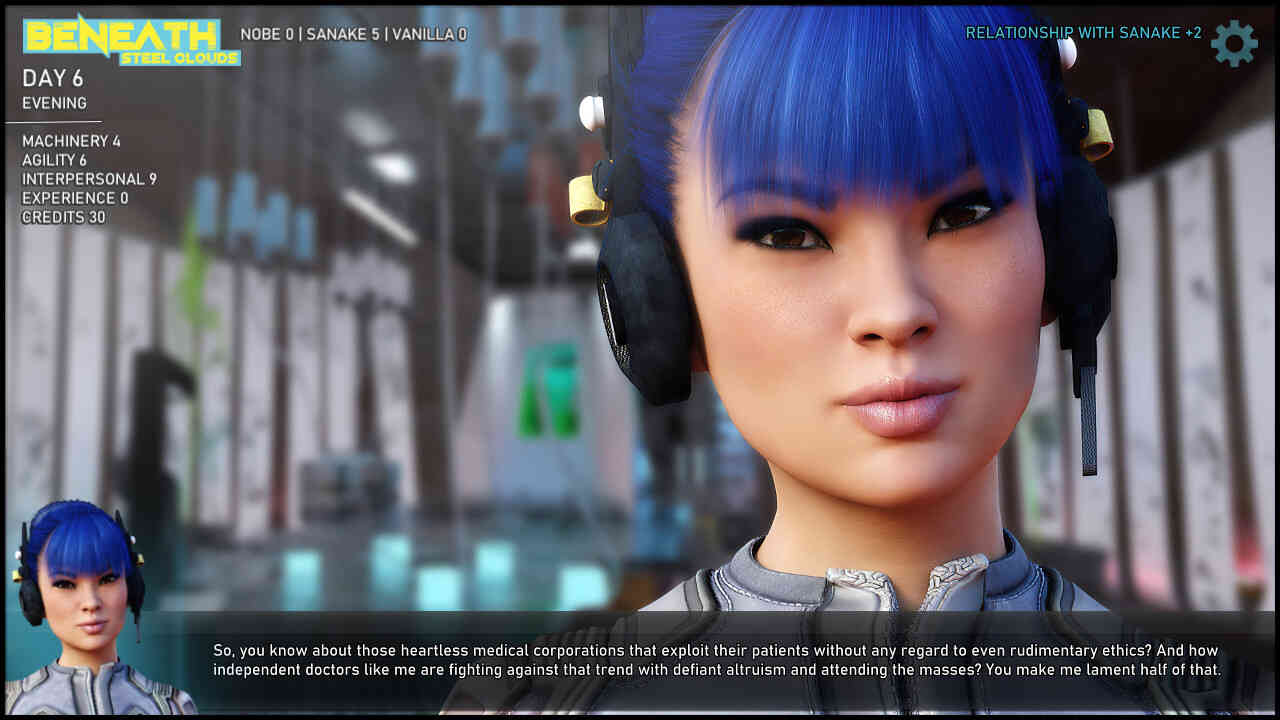 BENEATH
STEEL CLOUDS
NOBE 0 | SANAKE 5 | VANILLA 0
RELATIONSHIP WITH SANAKE +2
DAY 6
EVENING
MACHINERY 4
AGILITY 6
INTERPERSONAL 9
EXPERIENCE 0
CREDITS 30
So, you know about those heartless medical corporations that exploit their patients without any regard to even rudimentary ethics? And how
independent doctors like me are fighting against that trend with defiant altruism and attending the masses? You make me lament half of that.